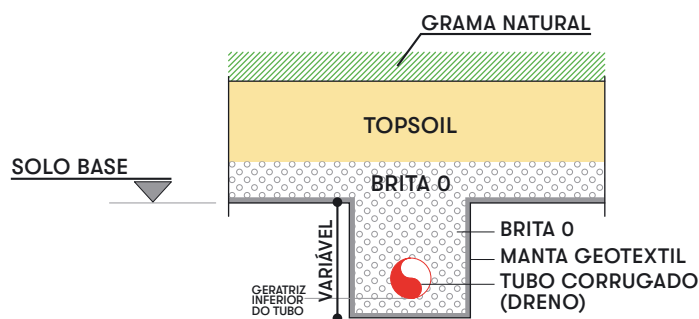 GRAMA NATURAL
TOPSOIL
SOLO BASE
BRITA 0
VARIÁVEL
BRITA 0
MANTA GEOTEXTIL
TUBO CORRUGADO
(DRENO)
GERATRIZ
INFERIOR
DO TUBO